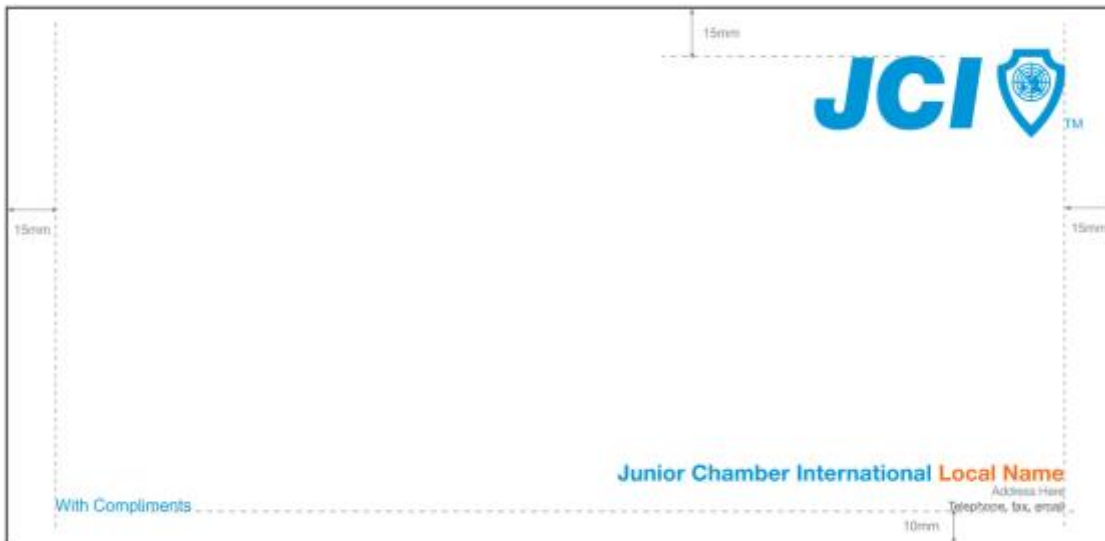 15mm
JCI
TM
15mm
15mm
Junior Chamber International Local Name
Address Here
With Compliments
Telephone, fax, email
10mm